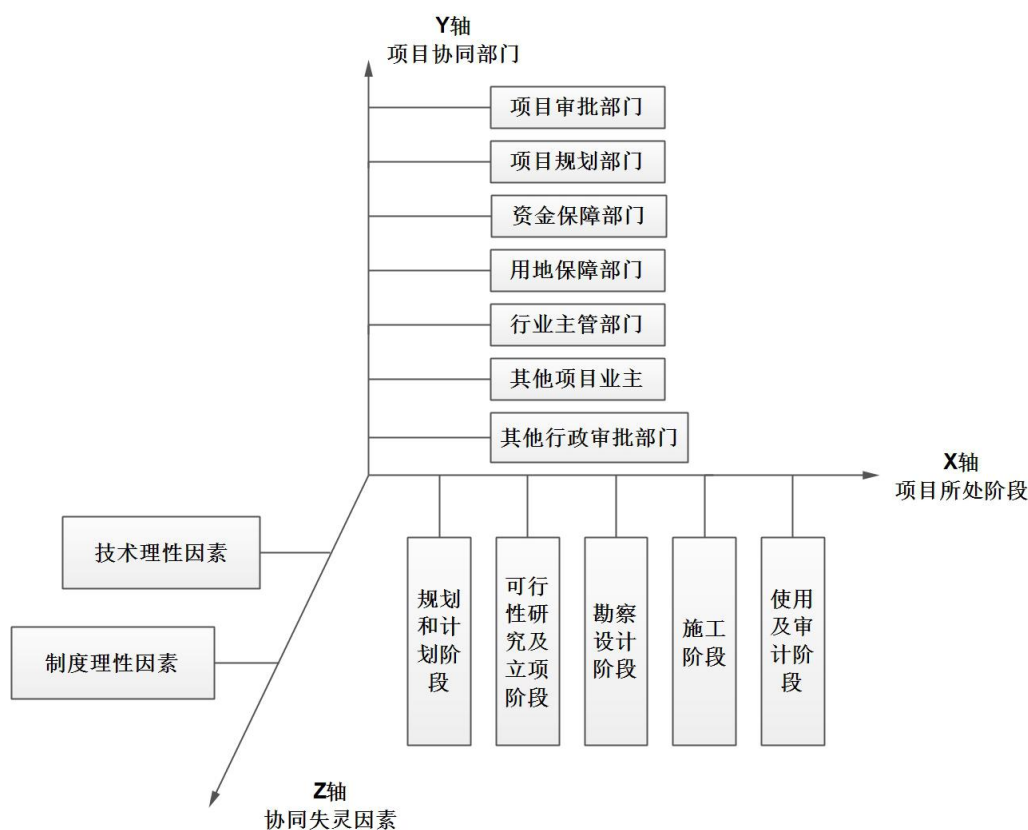 Y轴
项目协同部门
项目审批部门
项目规划部门
资金保障部门
用地保障部门
行业主管部门
其他项目业主
其他行政审批部门
X轴
项目所处阶段
技术理性因素
制度理性因素
规划
和计
划阶
段
可行
性研
究及
立项
阶段
勘察
设计
阶段
施工
阶段
使用
及审
计阶
段
Z轴
协同失灵因素